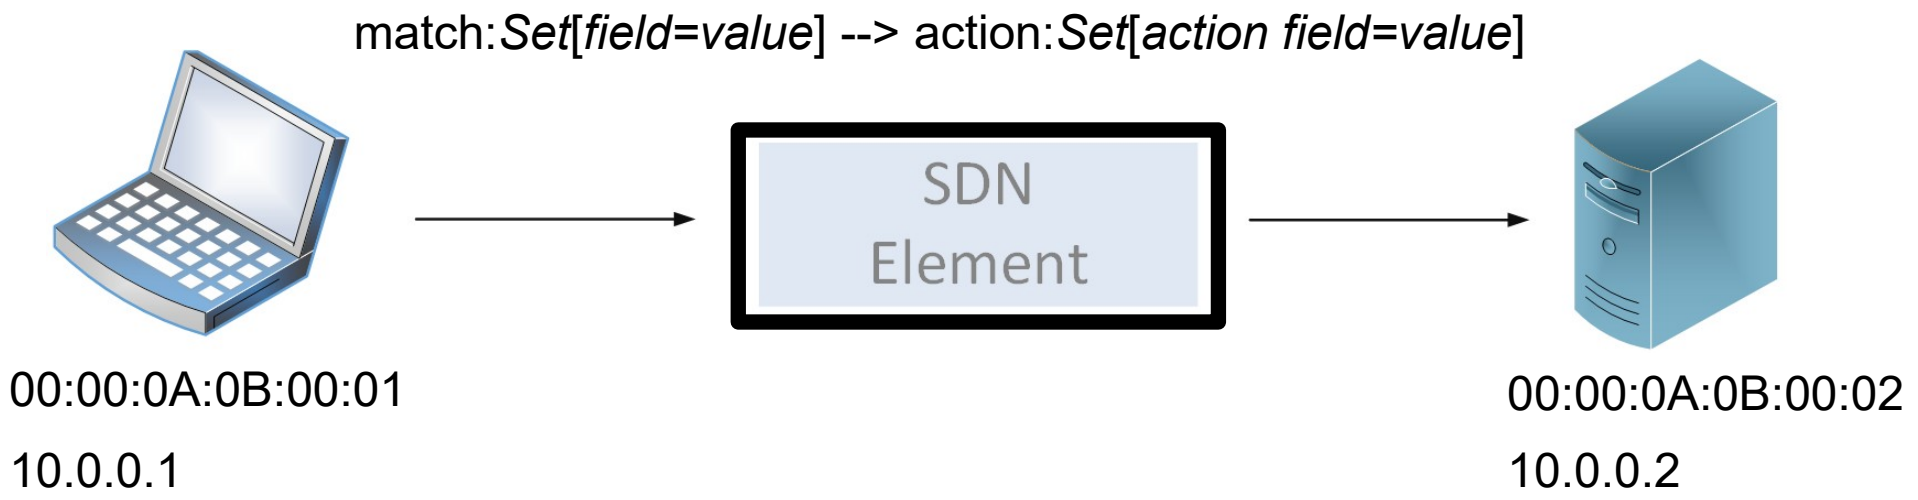 match:Set[field=value] --> action:Set[action field=value]
SDN
Element
00:00:0A:0B:00:01
10.0.0.1
00:00:0A:0B:00:02
10.0.0.2